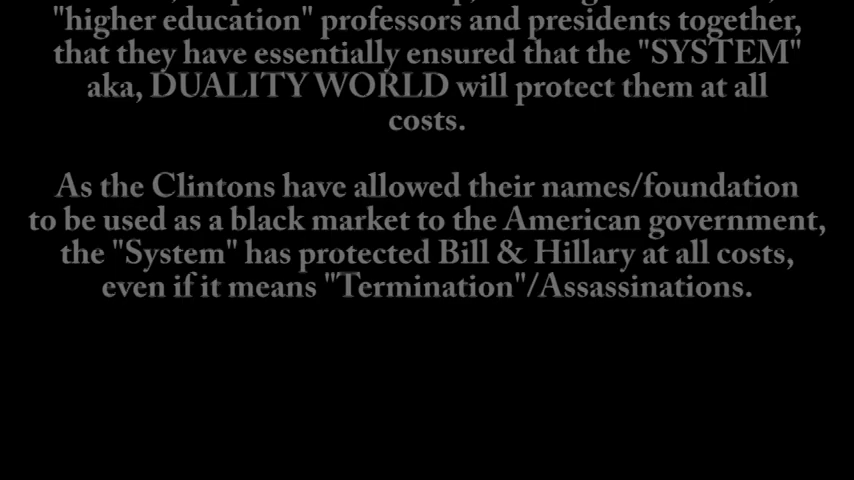 "higher education" professors and presidents together,
that they have essentially ensured that the "SYSTEM"
aka, DUALITY WORLD will protect them at all
costs.
As the Clintons have allowed their names/foundation
to be used as a black market to the American government,
the "System" has protected Bill & Hillary at all costs,
even if it means "Termination"/Assassinations.